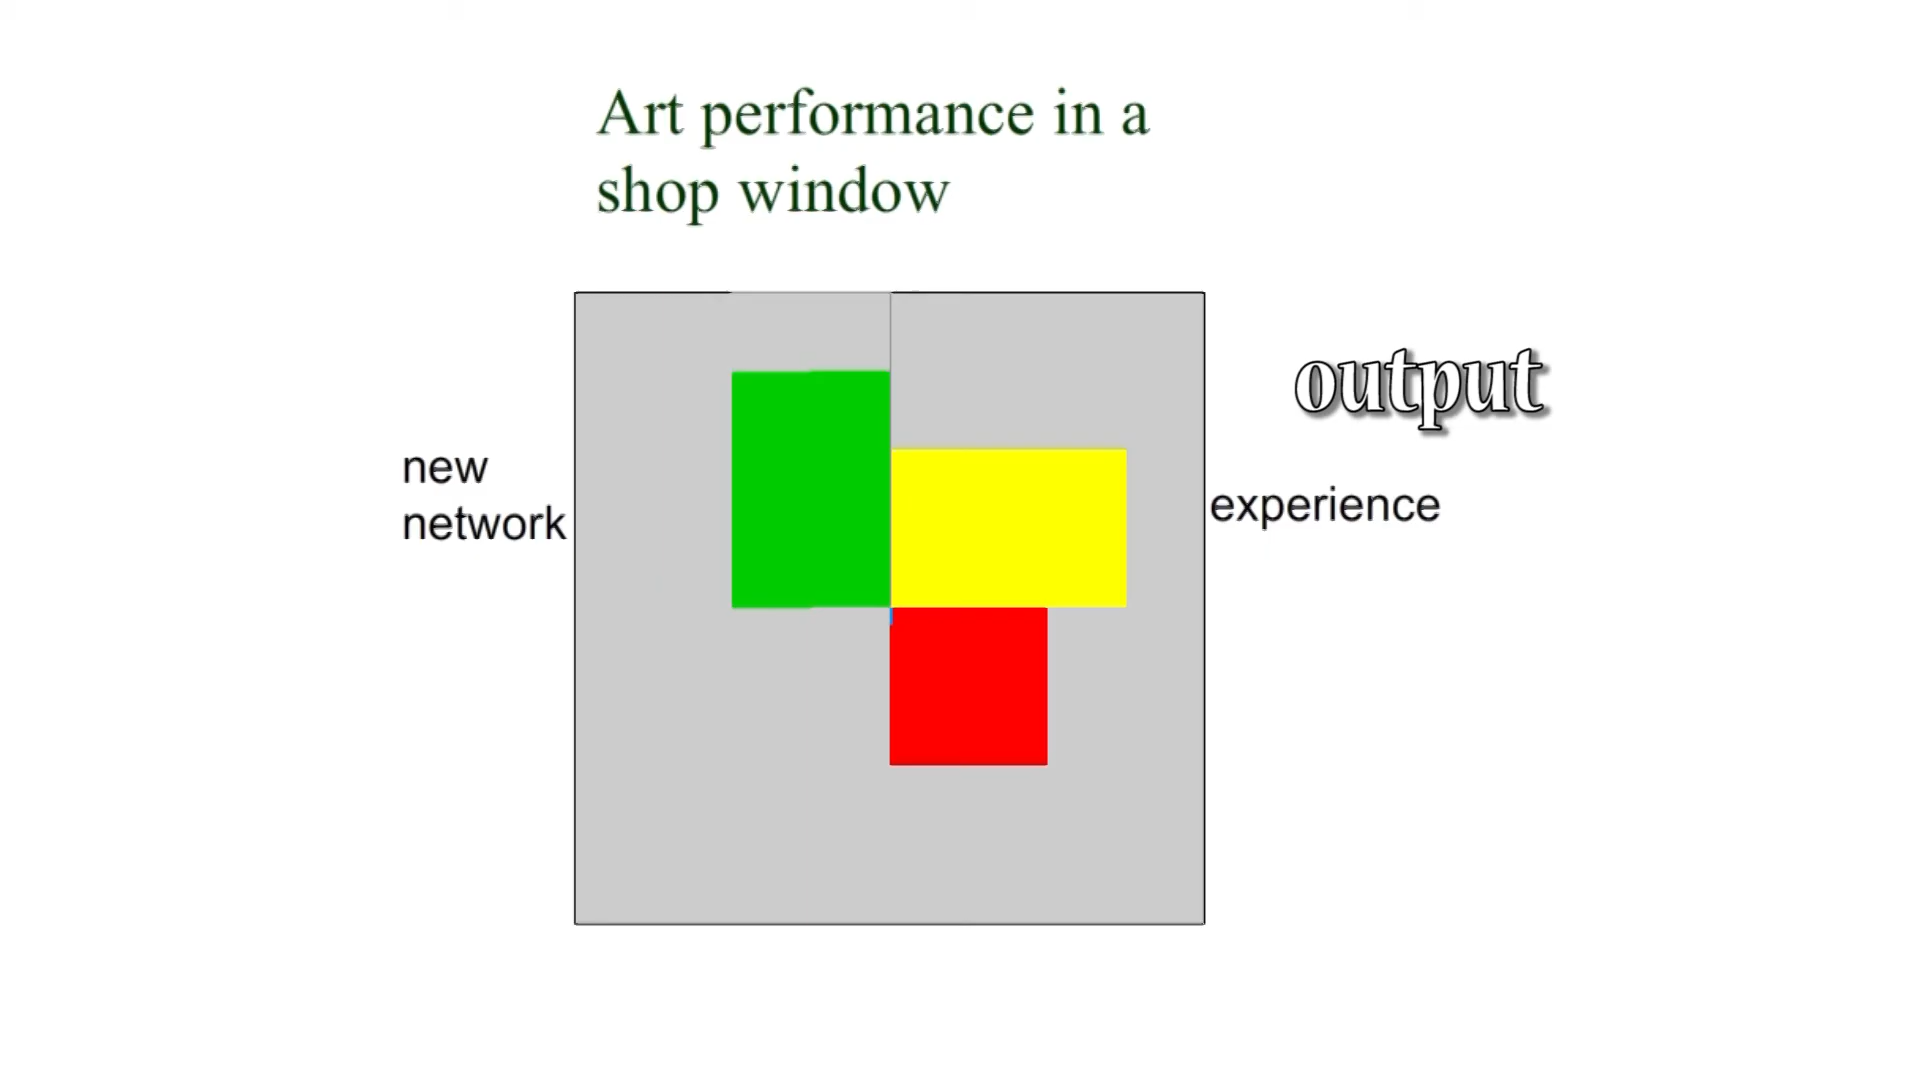 Art performance in a
shop window
output
new
network
experience